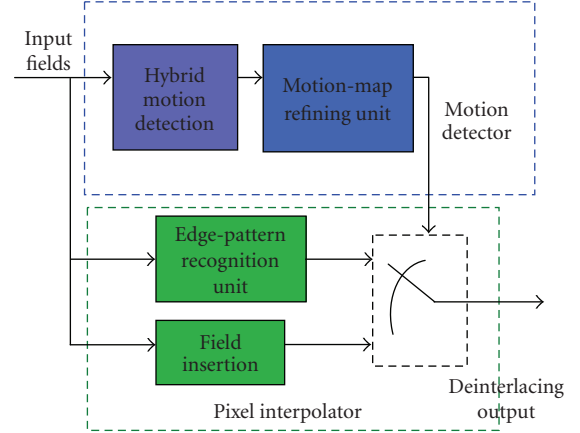 Input
fields
Hybrid
motion
detection
Motion-map
refining unit
Motion
detector
Edge-pattern
recognition
unit
Field
insertion
Pixel interpolator
Deinterlacing
output